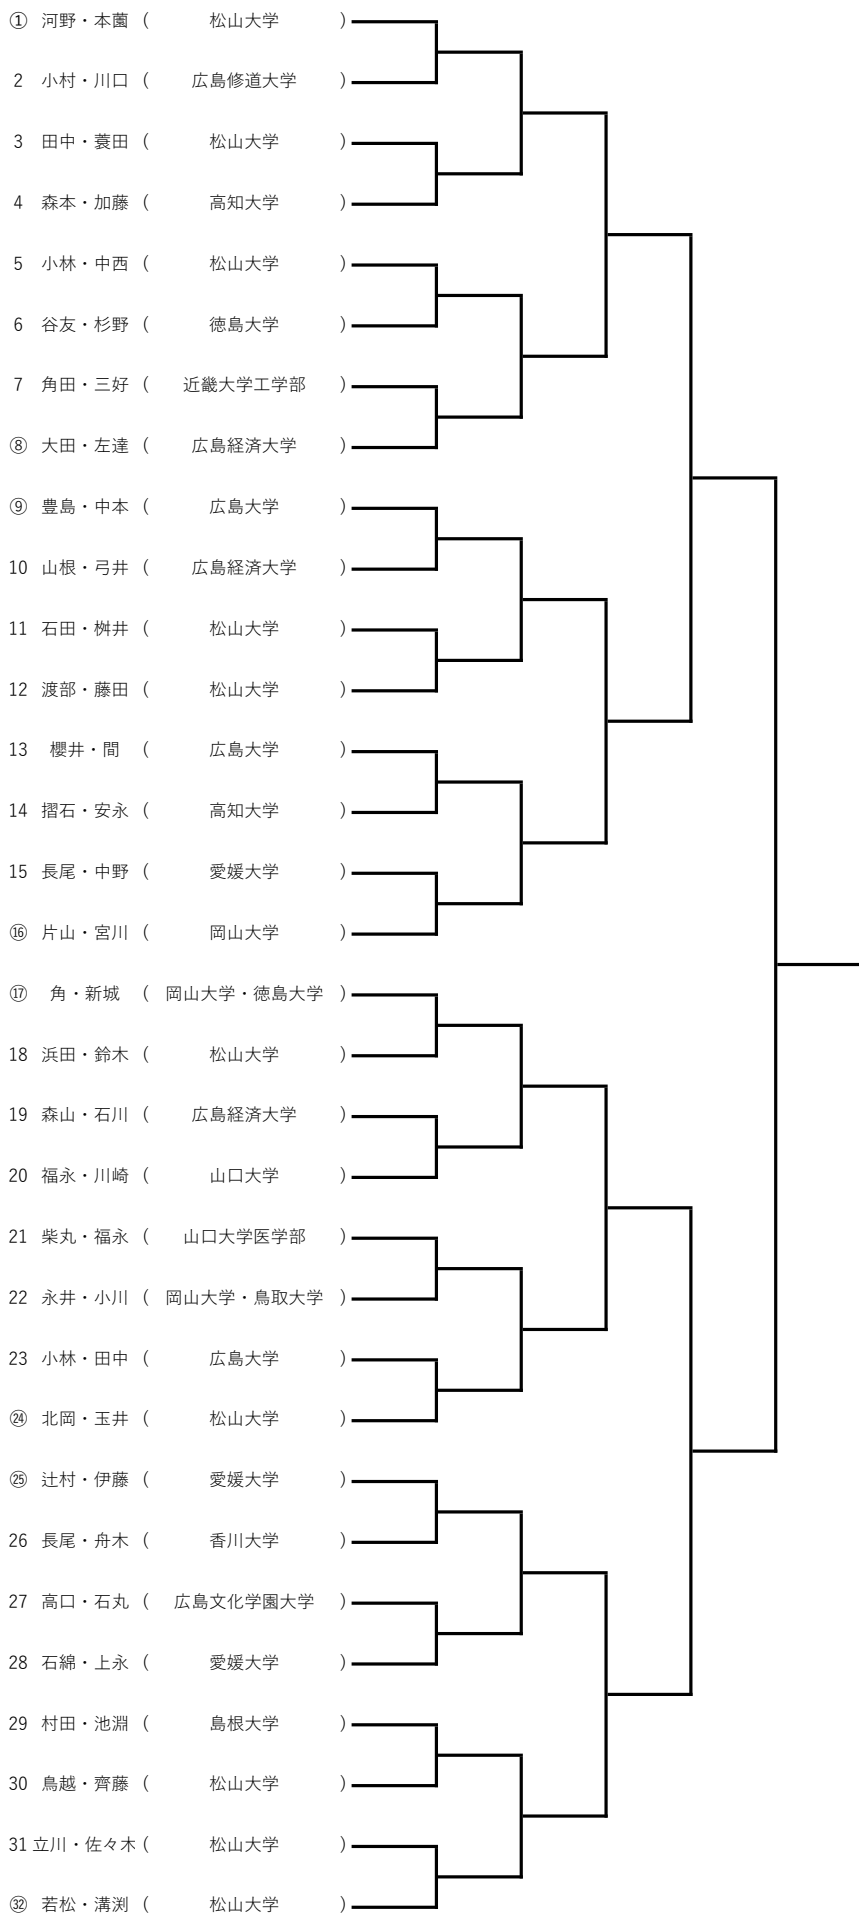 ① 河野・本薗 ( 松山大学 )
2 小村・川口 ( 広島修道大学 )
3 田中・蓑田 ( 松山大学 )
4 森本・加藤 ( 高知大学 )
5 小林・中西 ( 松山大学 )
6 谷友・杉野 ( 徳島大学 )
7 角田・三好 ( 近畿大学工学部 )
⑧ 大田・左達 ( 広島経済大学 )
⑨ 豊島・中本 ( 広島大学 )
10 山根・弓井 ( 広島経済大学 )
11 石田・桝井 ( 松山大学 )
12 渡部・藤田 ( 松山大学 )
13 櫻井・間 ( 広島大学 )
14 摺石・安永 ( 高知大学 )
15 長尾・中野 ( 愛媛大学 )
⑯ 片山・宮川 ( 岡山大学 )
⑰ 角・新城 ( 岡山大学・徳島大学 )
18 浜田・鈴木 ( 松山大学 )
19 森山・石川 ( 広島経済大学 )
20 福永・川崎 ( 山口大学 )
21 柴丸・福永 ( 山口大学医学部 )
22 永井・小川 ( 岡山大学・鳥取大学 )
23 小林・田中 ( 広島大学 )
㉔ 北岡・玉井 ( 松山大学 )
㉕ 辻村・伊藤 ( 愛媛大学 )
26 長尾・舟木 ( 香川大学 )
27 高口・石丸 ( 広島文化学園大学 )
28 石綿・上永 ( 愛媛大学 )
29 村田・池淵 ( 島根大学 )
30 鳥越・齊藤 ( 松山大学 )
31 立川・佐々木 ( 松山大学 )
㉜ 若松・溝渕 ( 松山大学 )